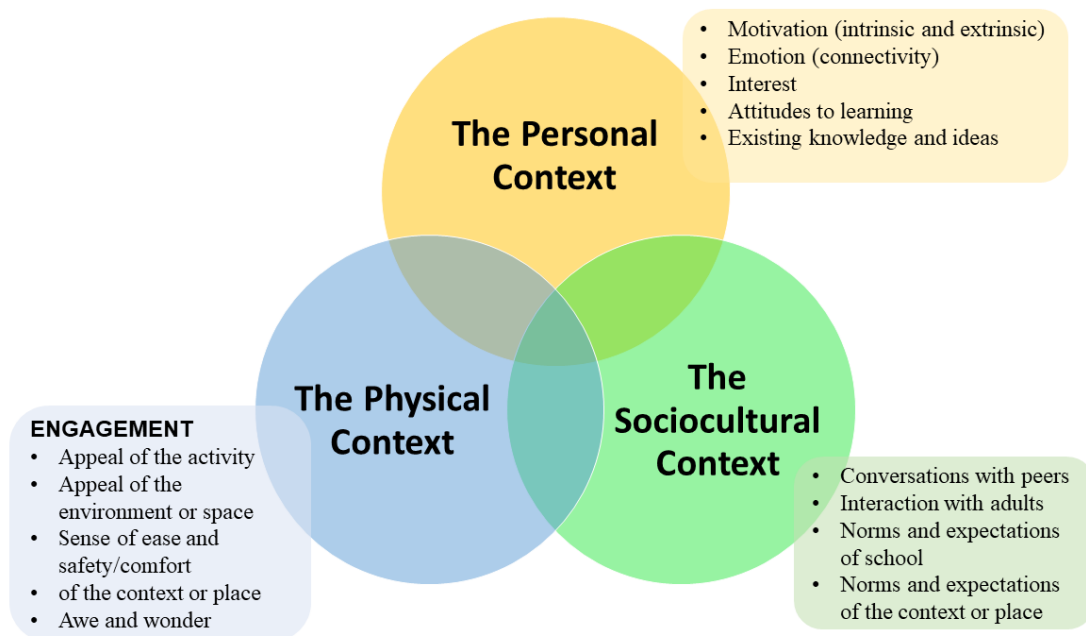 The Personal
Context
• Motivation (intrinsic and extrinsic)
• Emotion (connectivity)
• Interest
• Attitudes to learning
• Existing knowledge and ideas
The Physical
Context
ENGAGEMENT
• Appeal of the activity
• Appeal of the
environment or space
• Sense of ease and
safety/comfort
• of the context or place
• Awe and wonder
The
Sociocultural
Context
• Conversations with peers
• Interaction with adults
• Norms and expectations
of school
• Norms and expectations
of the context or place